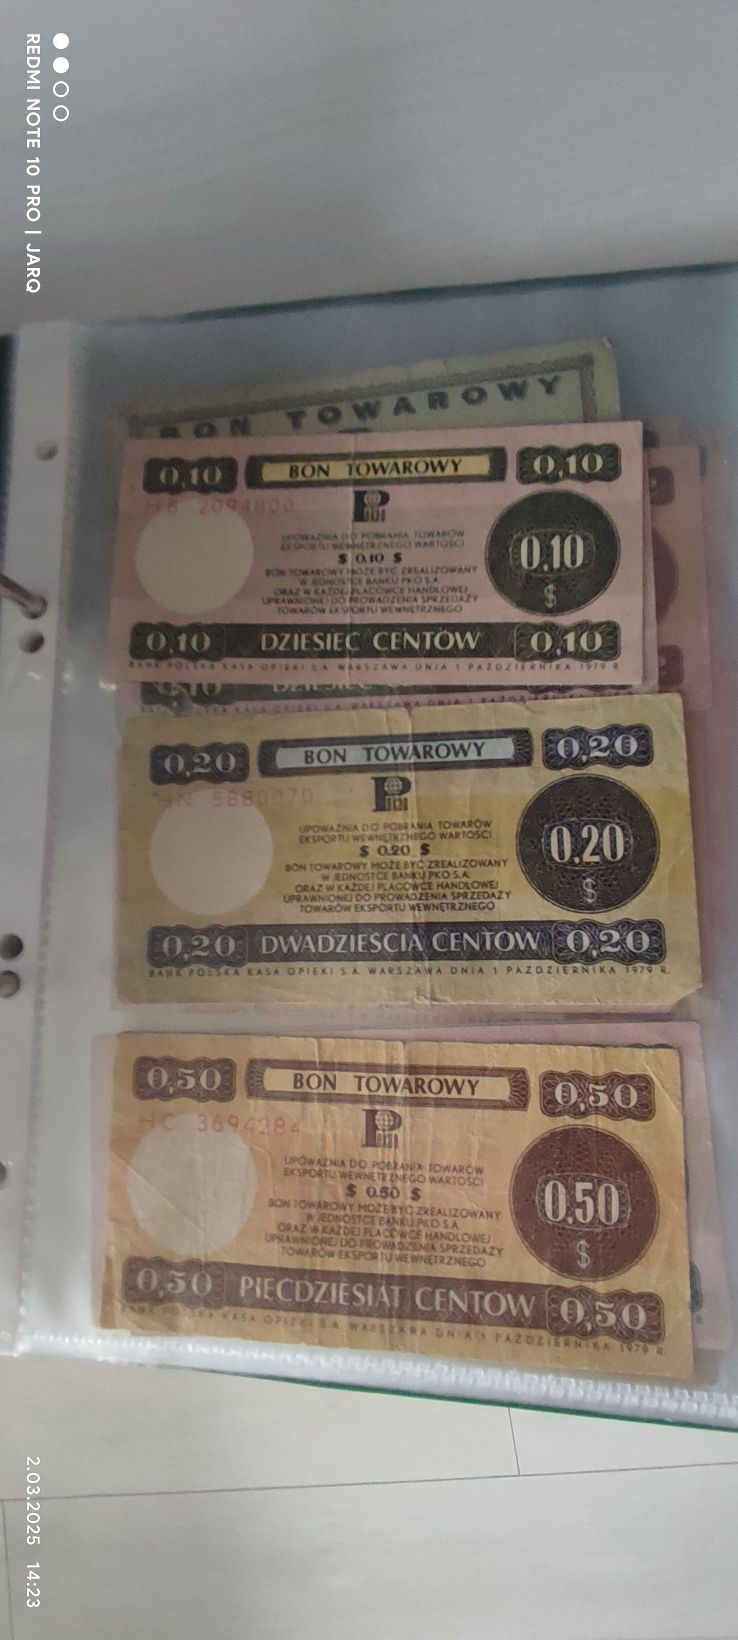 BON TOWAROWY
0,10 BON TOWAROWY 0,10
HB 2094800
UPOWAŻNIA DO POBRANIA TOWARÓW
EKSPORTU WEWNĘTRZNEGO WARTOŚCI
$ 0,10 $
BON TOWAROWY MOŻE BYĆ ZREALIZOWANY
W JEDNOSTCE BANKU PKO S.A.
ORAZ W KAŻDEJ PLACÓWCE HANDLOWEJ
UPRAWNIONEJ DO PROWADZENIA SPRZEDAŻY
TOWARÓW EKSPORTU WEWNĘTRZNEGO
0,10
$
0,10 DZIESIĘĆ CENTÓW 0,10
BANK POLSKA KASA OPIEKI S.A. WARSZAWA DNIA 1 PAŹDZIERNIKA 1979 R.
0,10
OPIEKI S.A. WARSZAWA DNIA 1
0,20 BON TOWAROWY 0,20
HN 5880070
UPOWAŻNIA DO POBRANIA TOWARÓW
EKSPORTU WEWNĘTRZNEGO WARTOŚCI
$ 0,20 $
BON TOWAROWY MOŻE BYĆ ZREALIZOWANY
W JEDNOSTCE BANKU PKO S.A.
ORAZ W KAŻDEJ PLACÓWCE HANDLOWEJ
UPRAWNIONEJ DO PROWADZENIA SPRZEDAŻY
TOWARÓW EKSPORTU WEWNĘTRZNEGO
0,20
$
0,20 DWADZIEŚCIA CENTÓW 0,20
BANK POLSKA KASA OPIEKI S.A. WARSZAWA DNIA 1 PAŹDZIERNIKA 1979 R.
0,50 BON TOWAROWY 0,50
HC 3694284
UPOWAŻNIA DO POBRANIA TOWARÓW
EKSPORTU WEWNĘTRZNEGO WARTOŚCI
$ 0,50 $
BON TOWAROWY MOŻE BYĆ ZREALIZOWANY
W JEDNOSTCE BANKU PKO S.A.
ORAZ W KAŻDEJ PLACÓWCE HANDLOWEJ
UPRAWNIONEJ DO PROWADZENIA SPRZEDAŻY
TOWARÓW EKSPORTU WEWNĘTRZNEGO
0,50
$
0,50 PIĘĆDZIESIĄT CENTÓW 0,50
BANK POLSKA KASA OPIEKI S.A. WARSZAWA DNIA 1 PAŹDZIERNIKA 1979 R.
REDMI NOTE 10 PRO | JARQ
2.03.2025 14:23